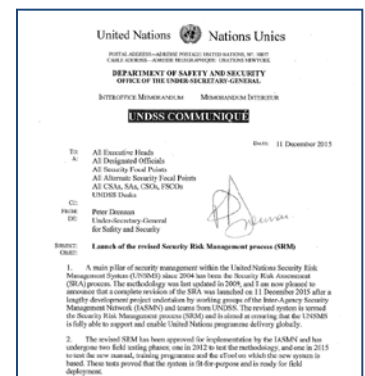 United Nations Nations Unies
POSTAL ADDRESS—ADRESSE POSTALE: UNITED NATIONS, N.Y. 10017
CABLE ADDRESS—ADRESSE TELEGRAPHIQUE: UNATIONS NEWYORK
DEPARTMENT OF SAFETY AND SECURITY
OFFICE OF THE UNDER-SECRETARY-GENERAL
INTEROFFICE MEMORANDUM MEMORANDUM INTERIEUR
UNDSS COMMUNIQUÉ
DATE: 11 December 2015
TO: All Executive Heads
A: All Designated Officials
All Security Focal Points
All Alternate Security Focal Points
All CSAs, SAs, CSOs, FSCOs
UNDSS Desks
CC:
FROM: Peter Drennan
DE: Under-Secretary-General
for Safety and Security
SUBJECT: Launch of the revised Security Risk Management process (SRM)
OBJET:
1. A main pillar of security management within the United Nations Security Risk
Management System (UNSMS) since 2004 has been the Security Risk Assessment
(SRA) process. The methodology was last updated in 2009, and I am now pleased to
announce that a complete revision of the SRA was launched on 11 December 2015 after a
lengthy development project undertaken by working groups of the Inter-Agency Security
Management Network (IASMN) and teams from UNDSS. The revised system is termed
the Security Risk Management process (SRM) and is aimed at ensuring that the UNSMS
is fully able to support and enable United Nations programme delivery globally.
2. The revised SRM has been approved for implementation by the IASMN and has
undergone two field testing phases, one in 2012 to test the methodology, and one in 2015
to test the new manual, training programme and the eTool on which the new system is
based. These tests proved that the system is fit-for-purpose and is ready for field
deployment.